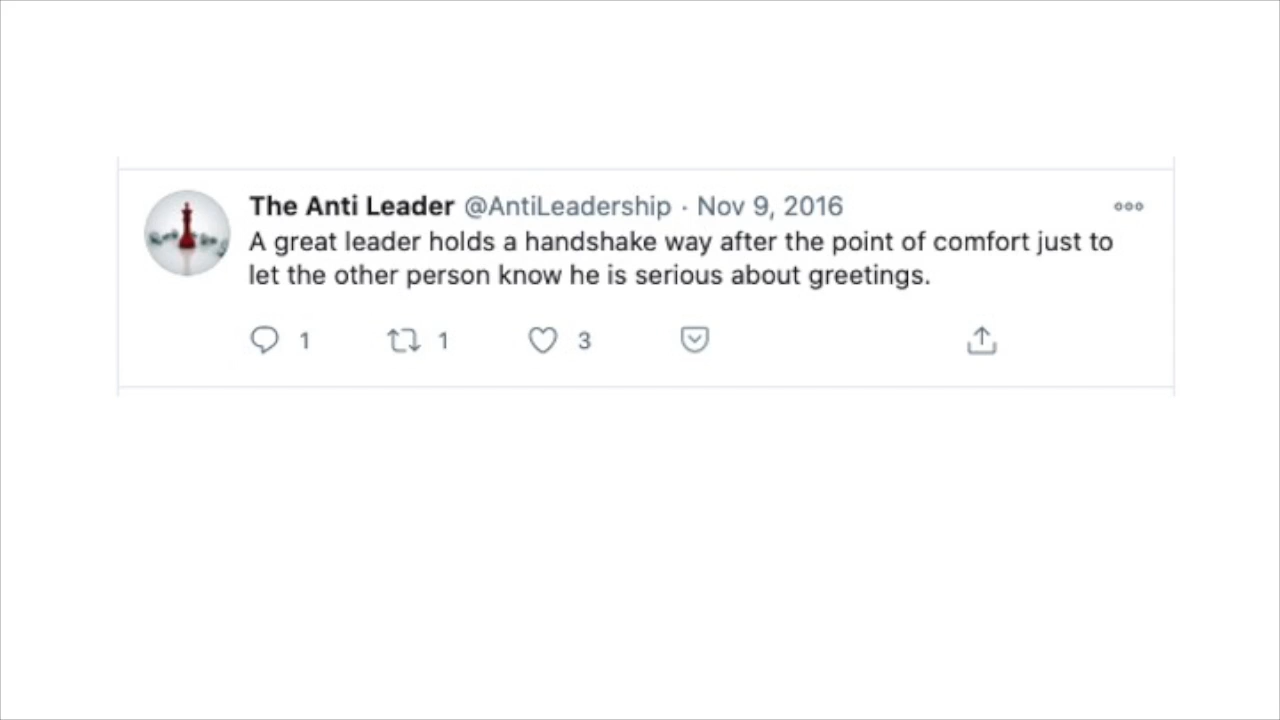 The Anti Leader @AntiLeadership · Nov 9, 2016
A great leader holds a handshake way after the point of comfort just to
let the other person know he is serious about greetings.
1 1 3